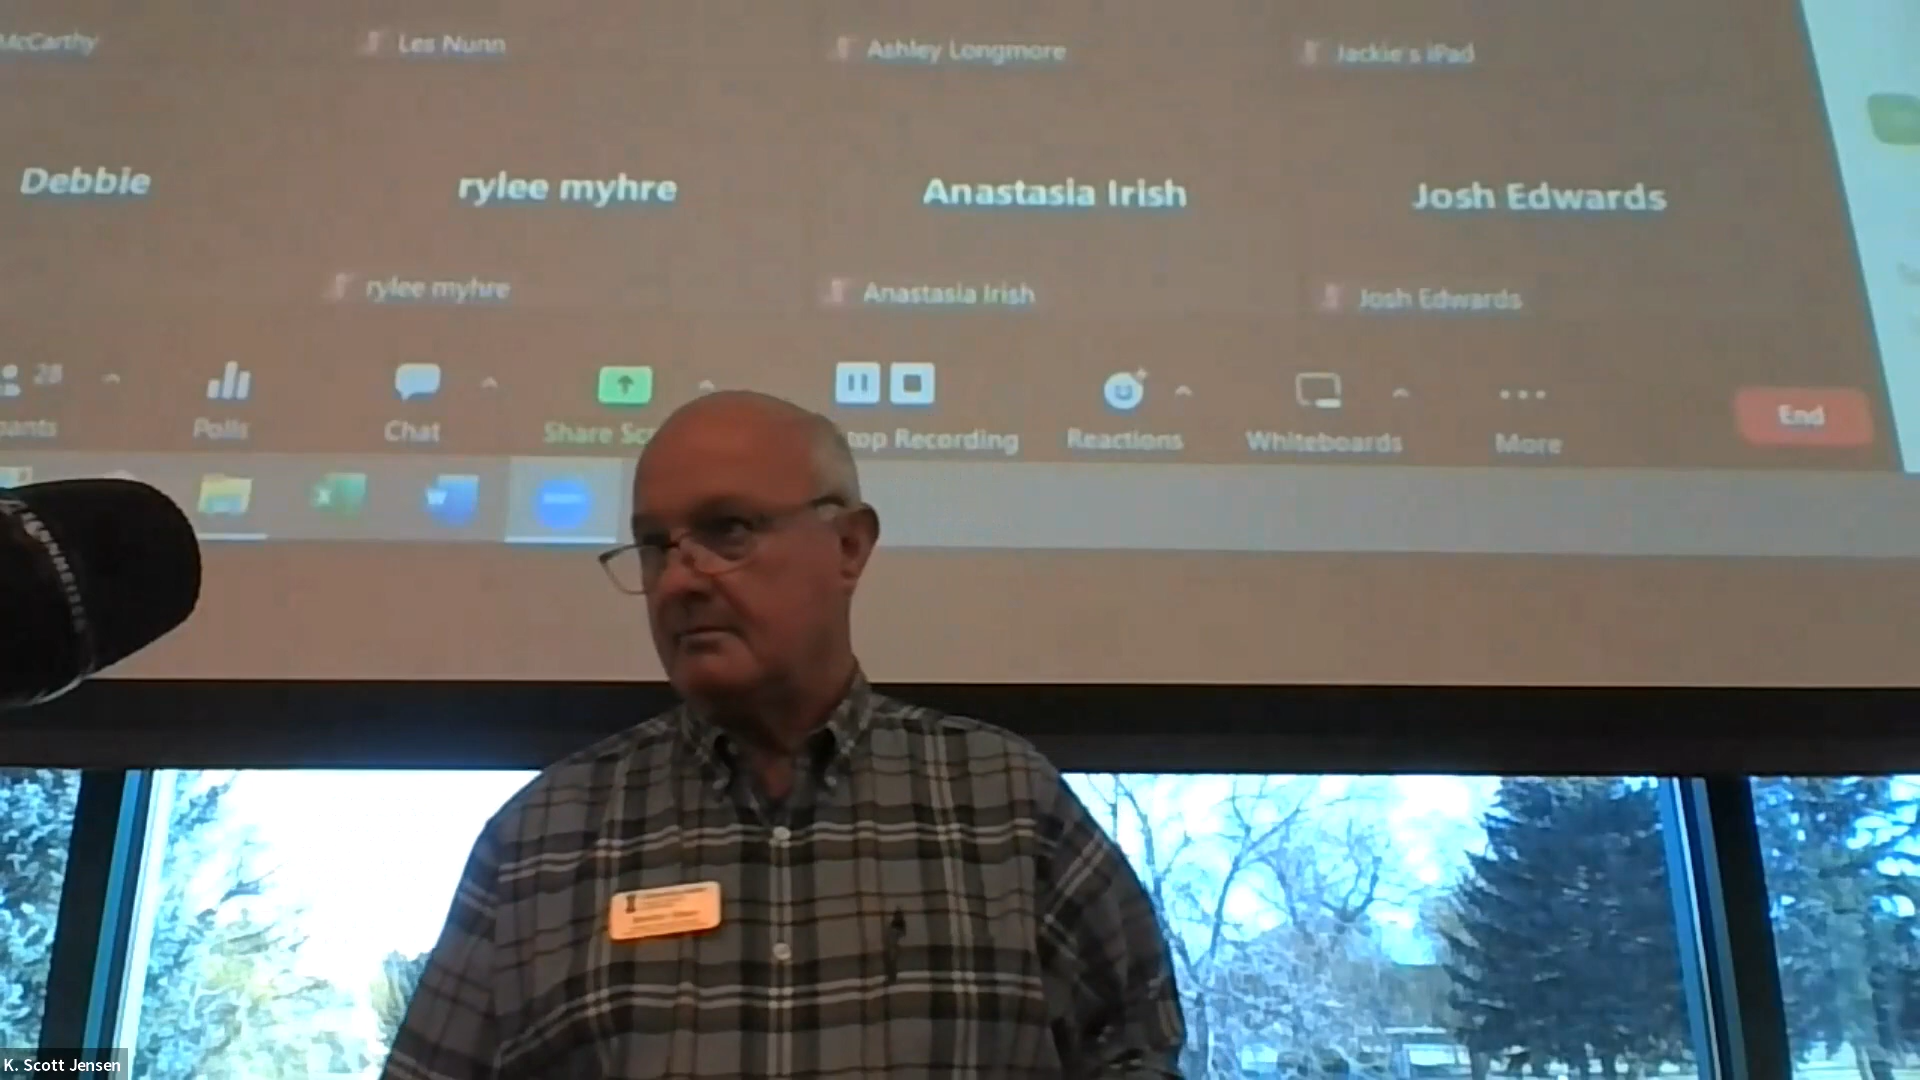 McCarthy
Les Nunn
Ashley Longmore
Jackie's iPad
Debbie
rylee myhre
Anastasia Irish
Josh Edwards
rylee myhre
Anastasia Irish
Josh Edwards
28
pants
Polls
Chat
Share Sc
top Recording
Reactions
Whiteboards
More
End
X
W
K. Scott Jensen